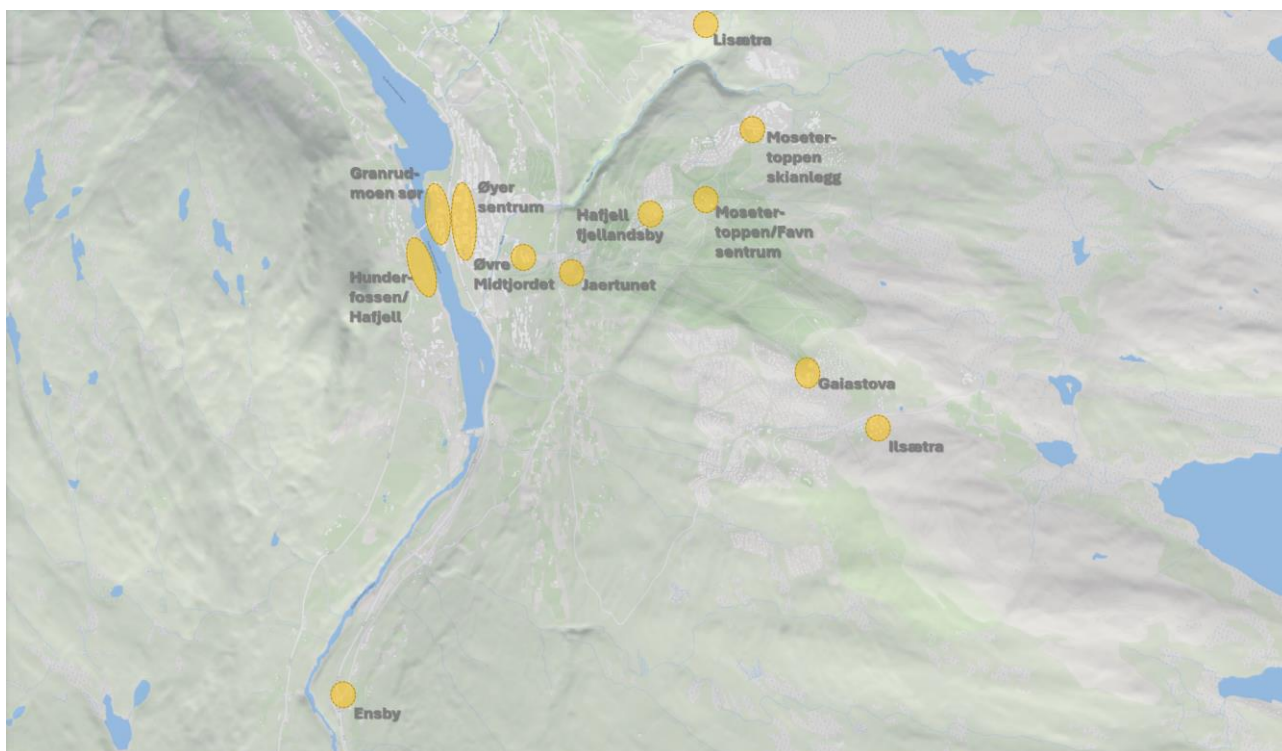 Lisætra
Moseter-
toppen
skianlegg
Granrud-
moen sør
Øyer
sentrum
Hafjell
fjellandsby
Moseter-
toppen/Favn
sentrum
Hunder-
fossen/
Hafjell
Øvre
Midtjordet
Jaertunet
Gaiastova
Ilsætra
Ensby